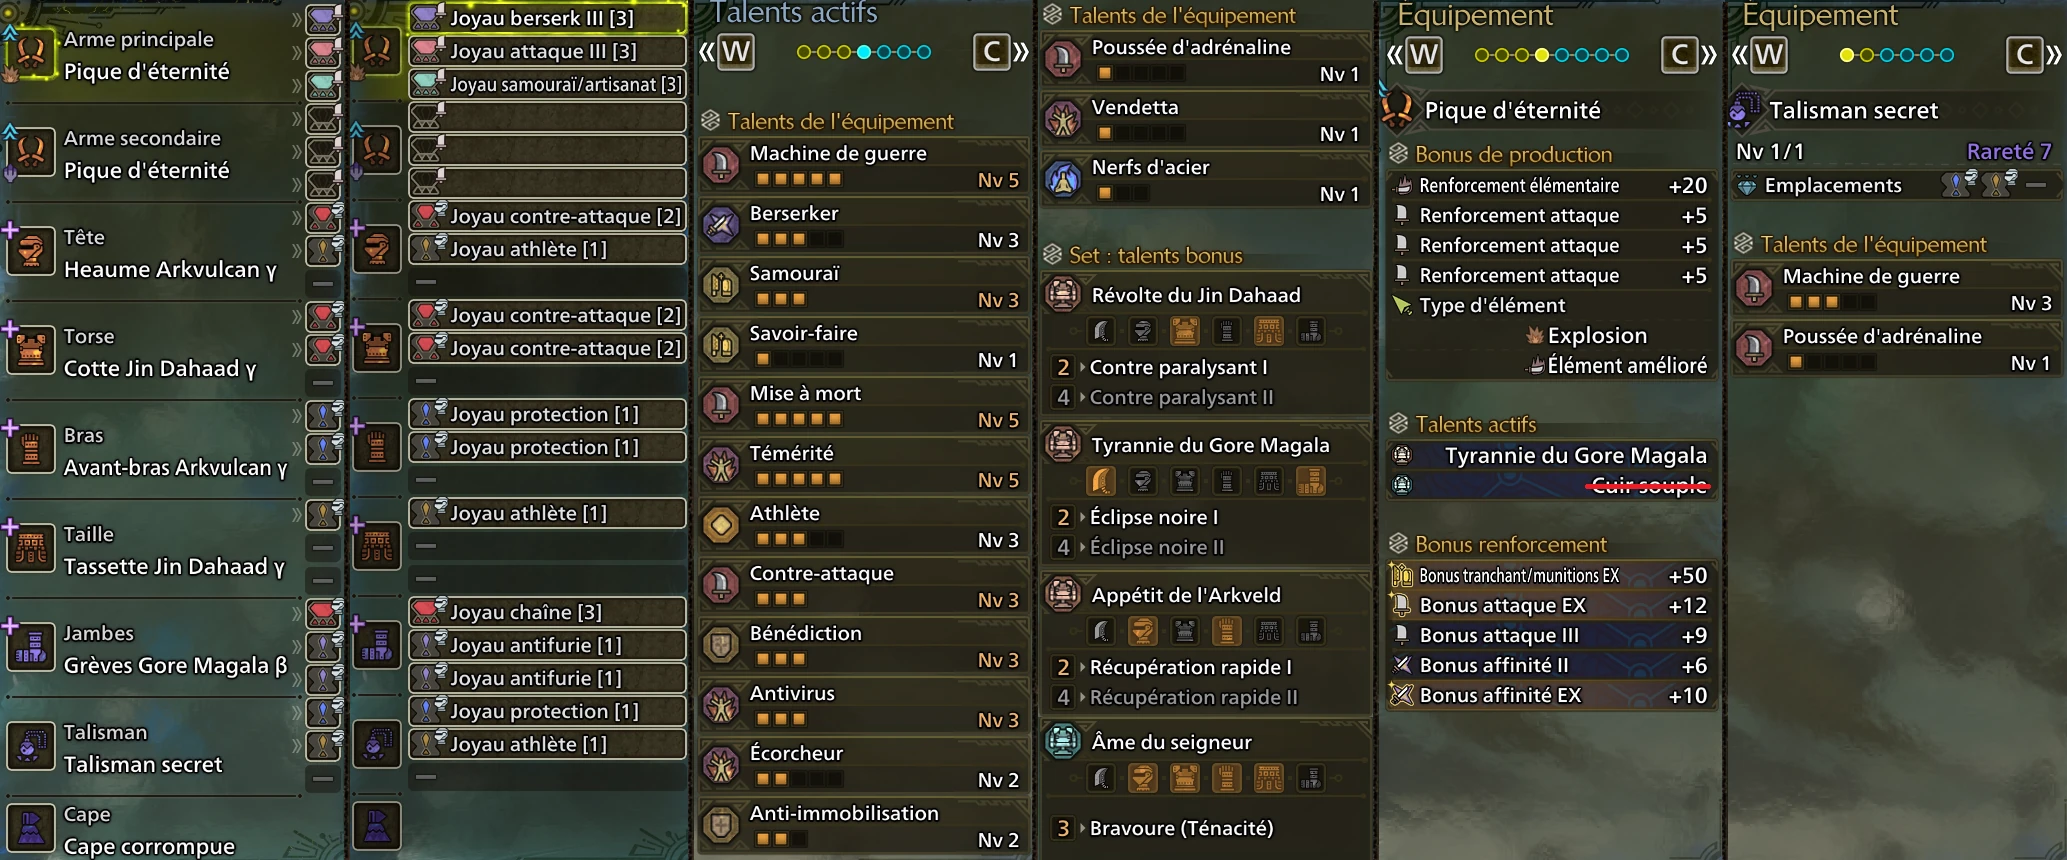 Arme principale
Pique d'éternité
Arme secondaire
Pique d'éternité
Tête
Heaume Arkvulcan γ
Torse
Cotte Jin Dahaad γ
Bras
Avant-bras Arkvulcan γ
Taille
Tassette Jin Dahaad γ
Jambes
Grèves Gore Magala β
Talisman
Talisman secret
Cape
Cape corrompue
Joyau berserk III [3]
Joyau attaque III [3]
Joyau samouraï/artisanat [3]
Joyau contre-attaque [2]
Joyau athlète [1]
Joyau contre-attaque [2]
Joyau contre-attaque [2]
Joyau protection [1]
Joyau protection [1]
Joyau athlète [1]
Joyau chaîne [3]
Joyau antifurie [1]
Joyau antifurie [1]
Joyau protection [1]
Joyau athlète [1]
Talents actifs
W C
Talents de l'équipement
Machine de guerre
Nv 5
Berserker
Nv 3
Samouraï
Nv 3
Savoir-faire
Nv 1
Mise à mort
Nv 5
Témérité
Nv 5
Athlète
Nv 3
Contre-attaque
Nv 3
Bénédiction
Nv 3
Antivirus
Nv 3
Écorcheur
Nv 2
Anti-immobilisation
Nv 2
Talents de l'équipement
Poussée d'adrénaline
Nv 1
Vendetta
Nv 1
Nerfs d'acier
Nv 1
Set : talents bonus
Révolte du Jin Dahaad
2 Contre paralysant I
4 Contre paralysant II
Tyrannie du Gore Magala
2 Éclipse noire I
4 Éclipse noire II
Appétit de l'Arkveld
2 Récupération rapide I
4 Récupération rapide II
Âme du seigneur
3 Bravoure (Ténacité)
Équipement
W C
Pique d'éternité
Bonus de production
Renforcement élémentaire +20
Renforcement attaque +5
Renforcement attaque +5
Renforcement attaque +5
Type d'élément
Explosion
Élément amélioré
Talents actifs
Tyrannie du Gore Magala
Cuir souple
Bonus renforcement
Bonus tranchant/munitions EX +50
Bonus attaque EX +12
Bonus attaque III +9
Bonus affinité II +6
Bonus affinité EX +10
Équipement
W C
Talisman secret
Nv 1/1 Rareté 7
Emplacements
Talents de l'équipement
Machine de guerre
Nv 3
Poussée d'adrénaline
Nv 1